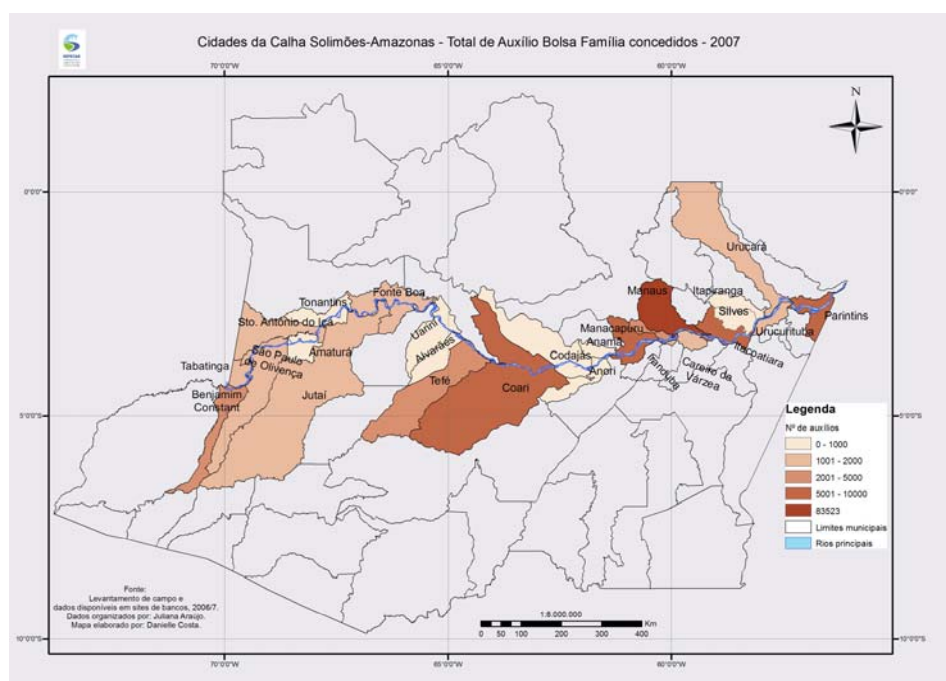 Cidades da Calha Solimões-Amazonas - Total de Auxílio Bolsa Família concedidos - 2007
70°0'0"W 65°0'0"W 60°0'0"W
N
0°0'0" 0°0'0"
Urucará
Manaus Itapiranga
Fonte Boa
Tonantins
Silves
Parintins
Sto. Antônio do Içá
Uarini
Manacapuru
Urucurituba
Anamã
Alvarães
Amaturá
São Paulo de Olivença
Codajás
Itacoatiara
Tabatinga
Anori
Iranduba
Careiro da Várzea
Tefé
Coari
Benjamim Constant
Jutaí
5°0'0"S 5°0'0"S
Legenda
Nº de auxílios
0 - 1000
1001 - 2000
2001 - 5000
5001 - 10000
83523
Limites municipais
Rios principais
Fonte:
Levantamento de campo e
dados disponíveis em sites de bancos, 2006/7.
Dados organizados por: Juliana Araújo.
Mapa elaborado por: Danielle Costa.
1:8.000.000
0 50 100 200 300 400 Km
10°0'0"S 10°0'0"S
70°0'0"W 65°0'0"W 60°0'0"W